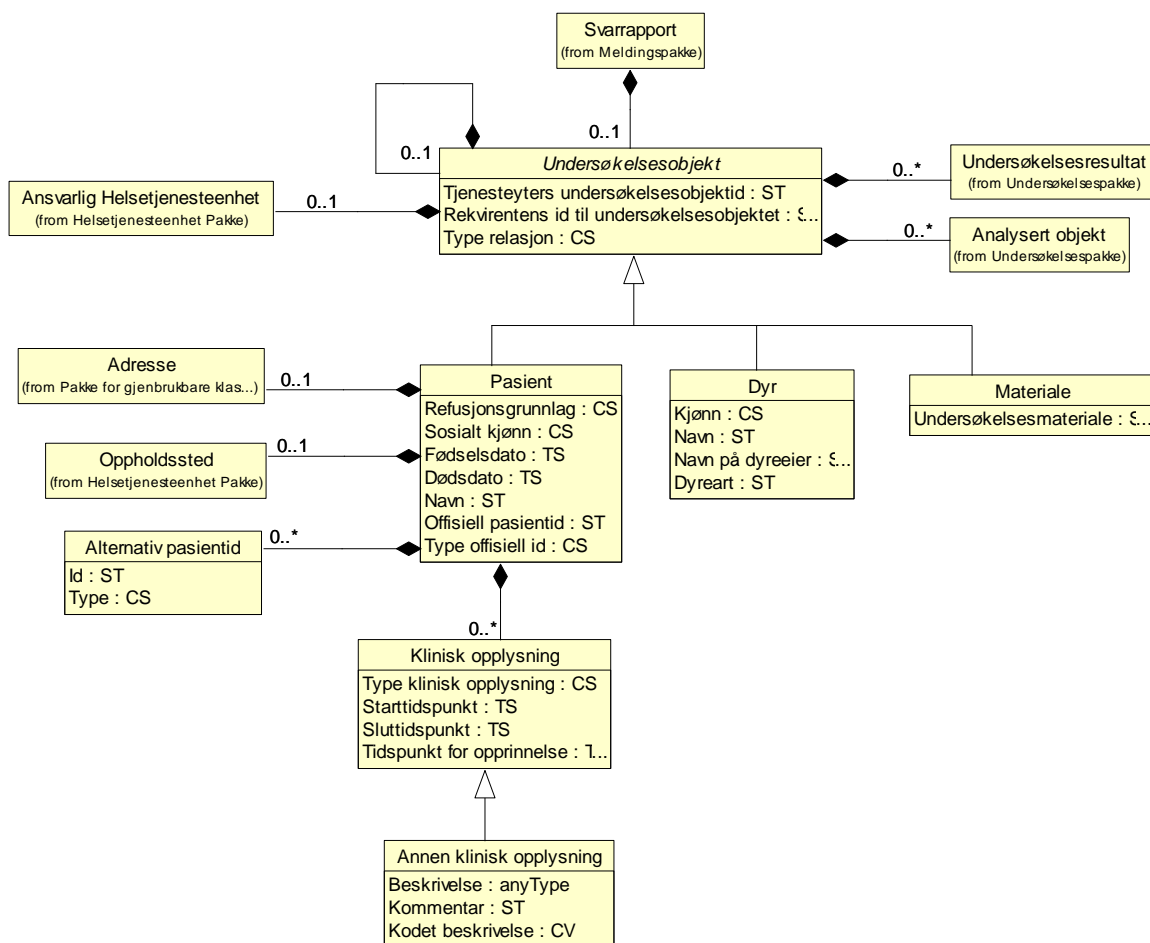 Svarrapport
(from Meldingspakke)
0..1
0..1
Undersøkelsesobjekt
Tjenesteyters undersøkelsesobjektid : ST
Rekvirentens id til undersøkelsesobjektet : S...
Type relasjon : CS
0..*
Undersøkelsesresultat
(from Undersøkelsespakke)
Ansvarlig Helsetjenesteenhet
(from Helsetjenesteenhet Pakke)
0..1
0..*
Analysert objekt
(from Undersøkelsespakke)
Adresse
(from Pakke for gjenbrukbare klas...)
0..1
Pasient
Refusjonsgrunnlag : CS
Sosialt kjønn : CS
Fødselsdato : TS
Dødsdato : TS
Navn : ST
Offisiell pasientid : ST
Type offisiell id : CS
Dyr
Kjønn : CS
Navn : ST
Navn på dyreeier : S...
Dyreart : ST
Materiale
Undersøkelsesmateriale : S...
Oppholdssted
(from Helsetjenesteenhet Pakke)
0..1
Alternativ pasientid
Id : ST
Type : CS
0..*
0..*
Klinisk opplysning
Type klinisk opplysning : CS
Starttidspunkt : TS
Sluttidspunkt : TS
Tidspunkt for opprinnelse : T...
Annen klinisk opplysning
Beskrivelse : anyType
Kommentar : ST
Kodet beskrivelse : CV